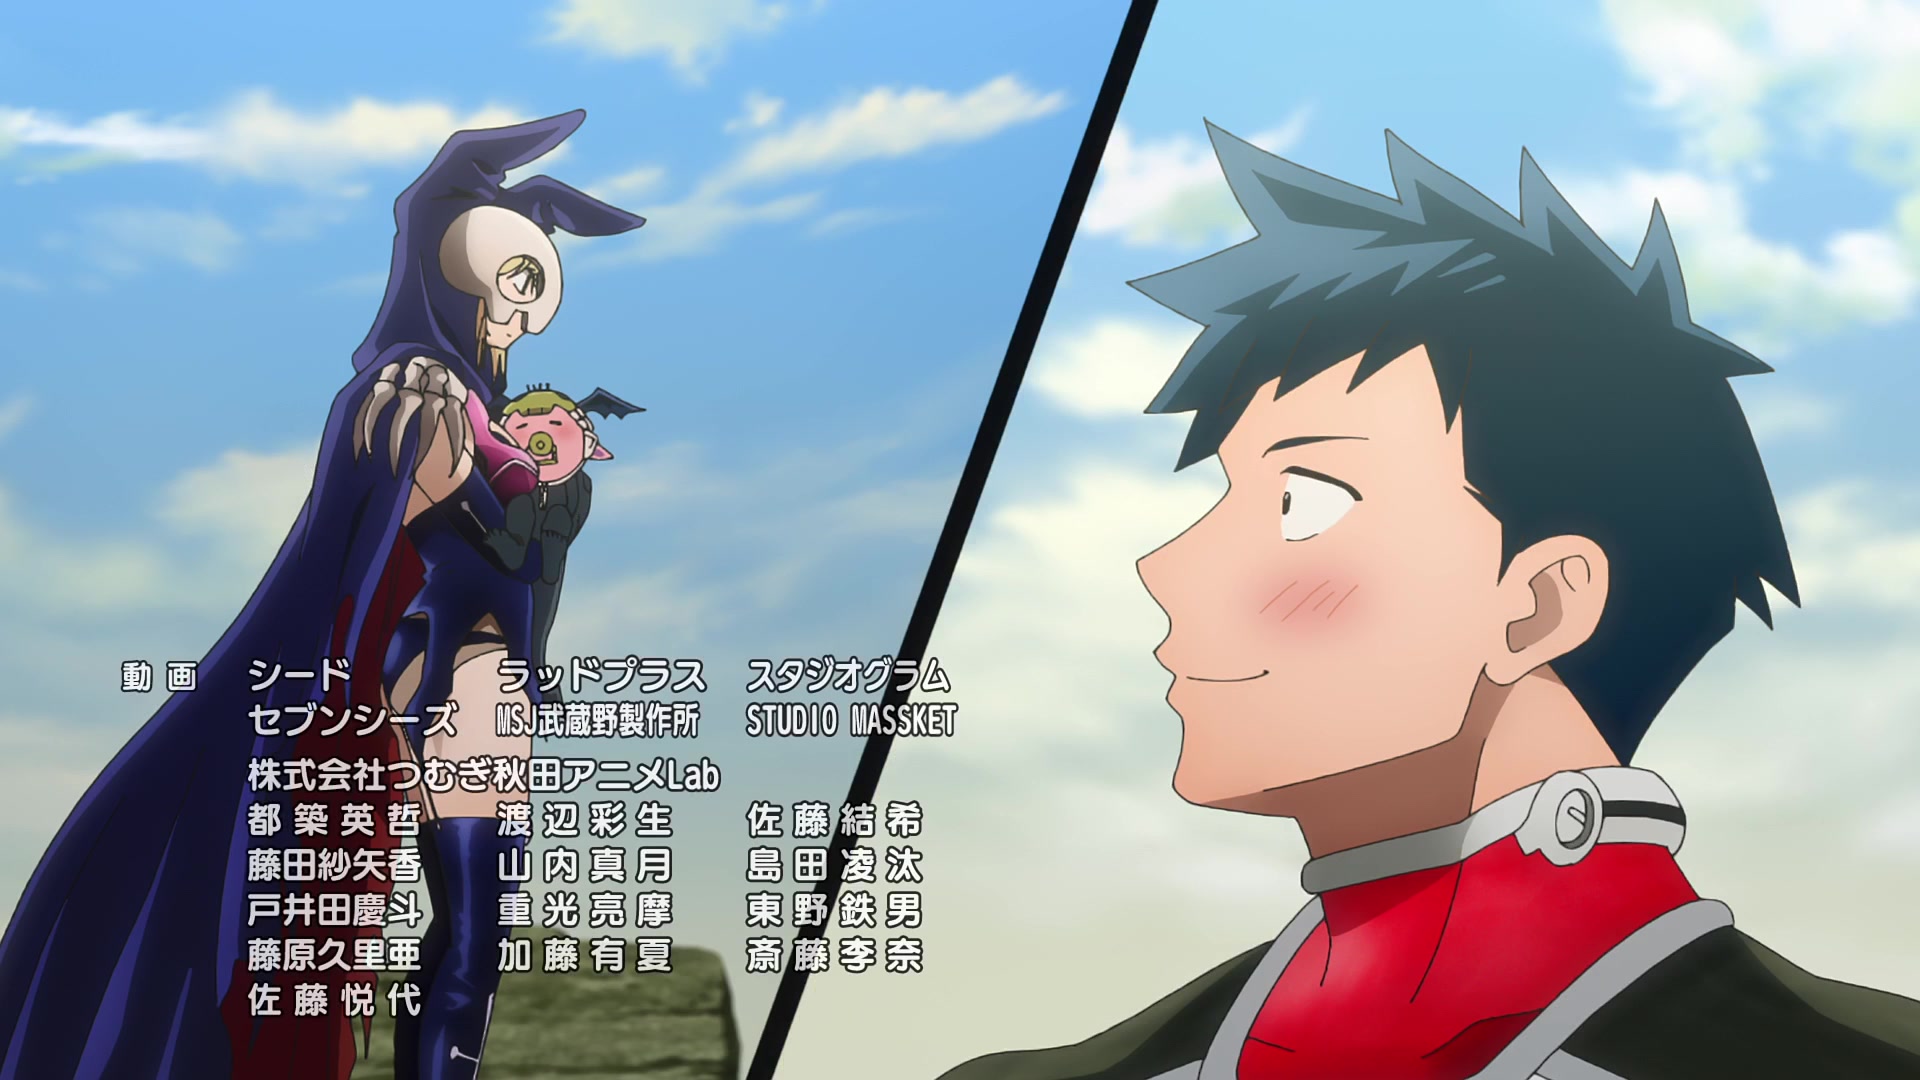 動画 シード ラッドプラス スタジオグラム
セブンシーズ MSJ武蔵野製作所 STUDIO MASSKET
株式会社つむぎ秋田アニメLab
都築英哲 渡辺彩生 佐藤結希
藤田紗矢香 山内真月 島田凌汰
戸井田慶斗 重光亮摩 東野鉄男
藤原久里亜 加藤有夏 斎藤李奈
佐藤悦代